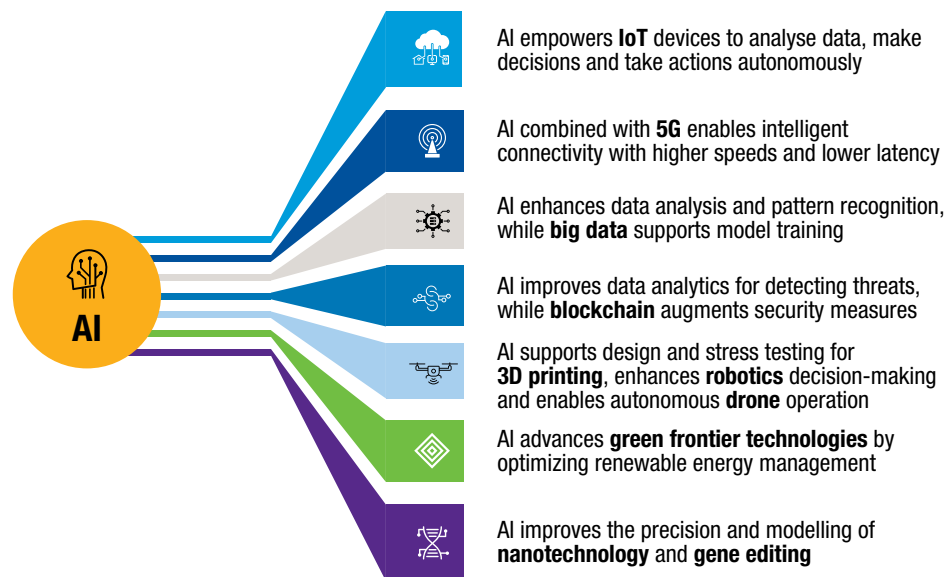 AI
AI empowers IoT devices to analyse data, make
decisions and take actions autonomously
AI combined with 5G enables intelligent
connectivity with higher speeds and lower latency
AI enhances data analysis and pattern recognition,
while big data supports model training
AI improves data analytics for detecting threats,
while blockchain augments security measures
AI supports design and stress testing for
3D printing, enhances robotics decision-making
and enables autonomous drone operation
AI advances green frontier technologies by
optimizing renewable energy management
AI improves the precision and modelling of
nanotechnology and gene editing